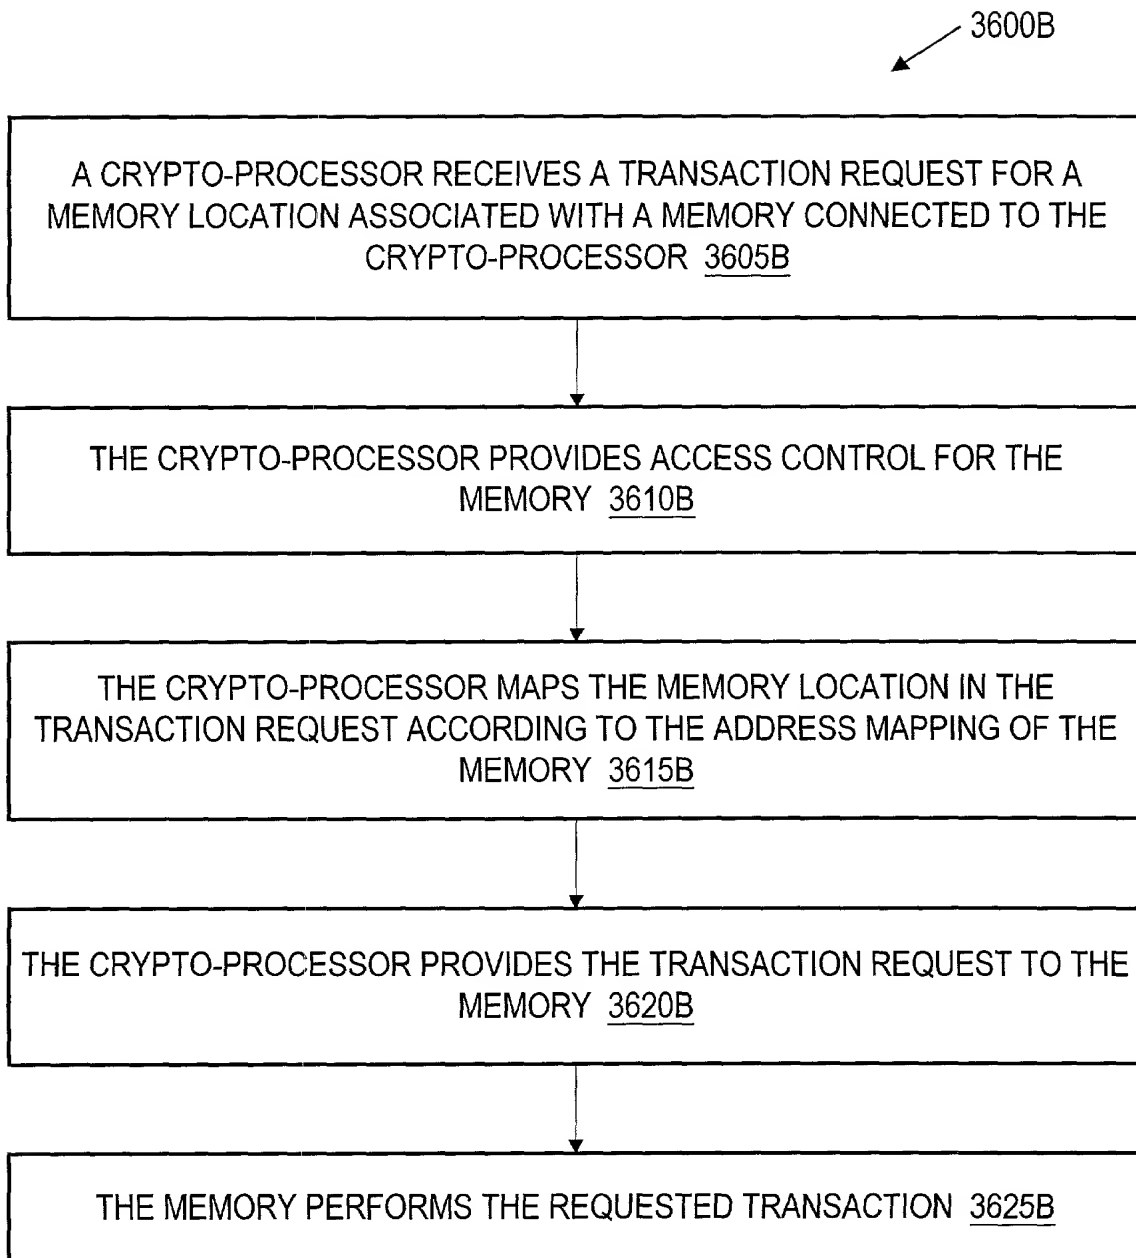 3600B
A CRYPTO-PROCESSOR RECEIVES A TRANSACTION REQUEST FOR A
MEMORY LOCATION ASSOCIATED WITH A MEMORY CONNECTED TO THE
CRYPTO-PROCESSOR 3605B
THE CRYPTO-PROCESSOR PROVIDES ACCESS CONTROL FOR THE
MEMORY 3610B
THE CRYPTO-PROCESSOR MAPS THE MEMORY LOCATION IN THE
TRANSACTION REQUEST ACCORDING TO THE ADDRESS MAPPING OF THE
MEMORY 3615B
THE CRYPTO-PROCESSOR PROVIDES THE TRANSACTION REQUEST TO THE
MEMORY 3620B
THE MEMORY PERFORMS THE REQUESTED TRANSACTION 3625B